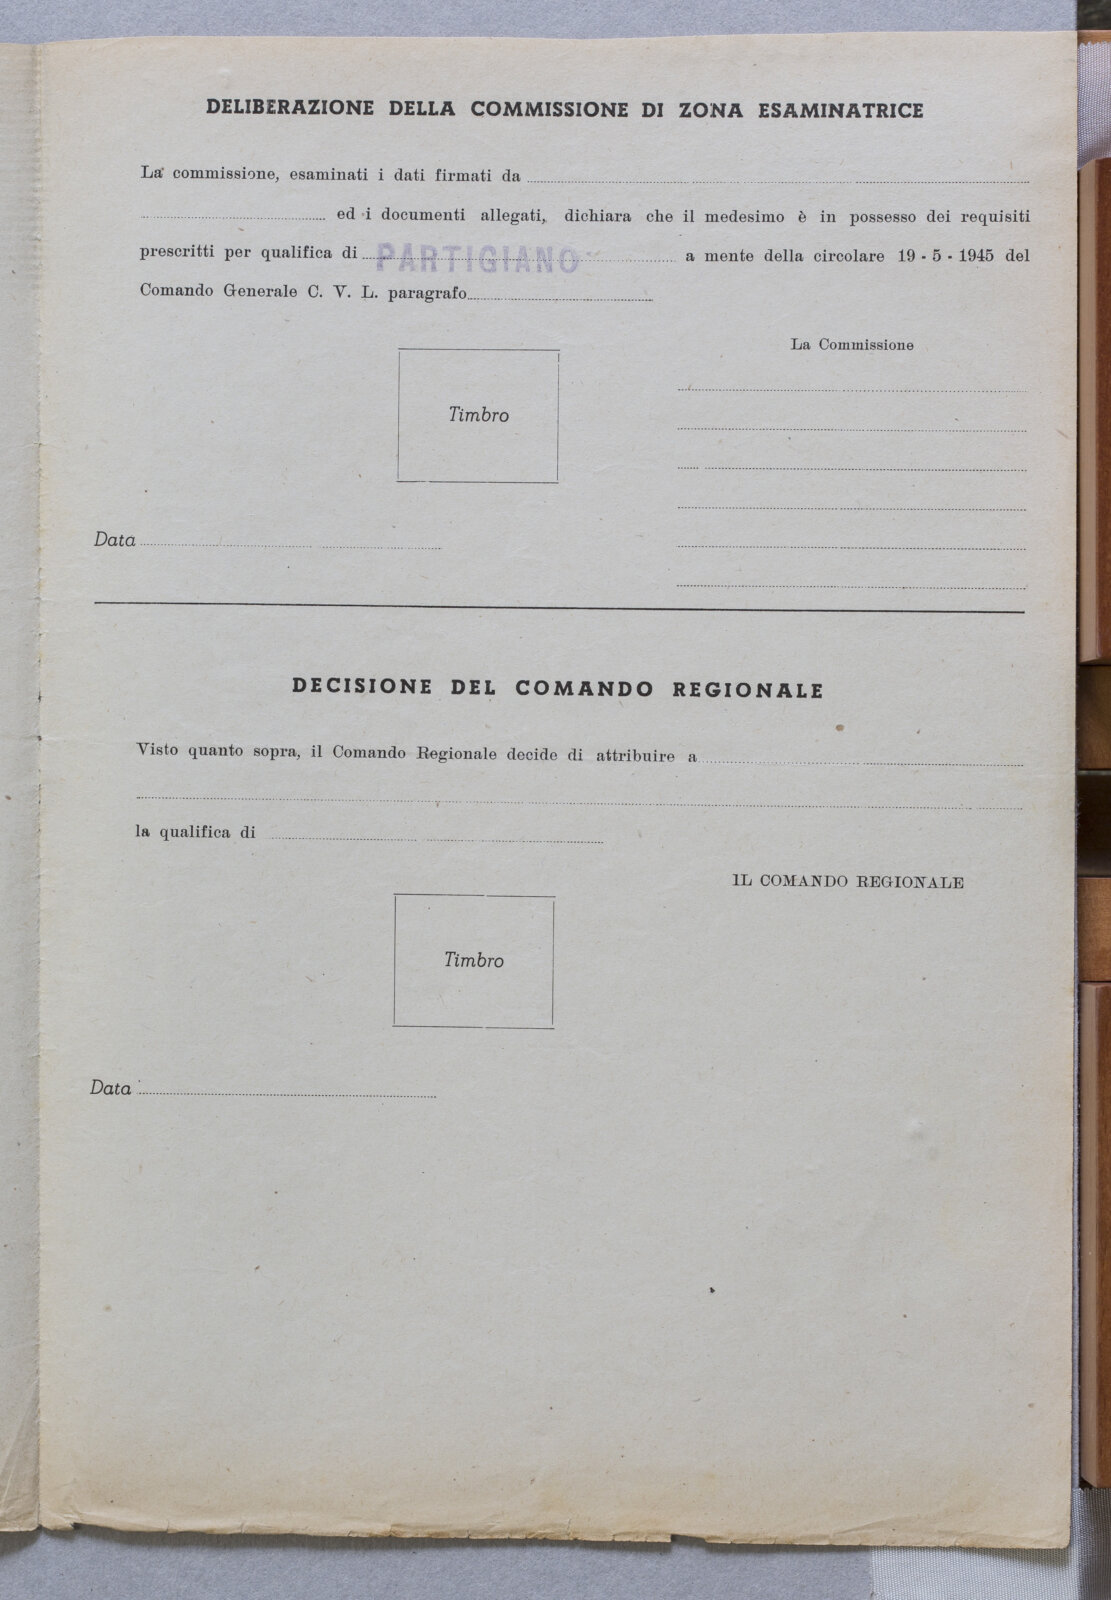 DELIBERAZIONE DELLA COMMISSIONE DI ZONA ESAMINATRICE
La commissione, esaminati i dati firmati da
ed i documenti allegati, dichiara che il medesimo è in possesso dei requisiti
prescritti per qualifica di PARTIGIANO a mente della circolare 19 - 5 - 1945 del
Comando Generale C. V. L. paragrafo
La Commissione
Timbro
Data
DECISIONE DEL COMANDO REGIONALE
Visto quanto sopra, il Comando Regionale decide di attribuire a
la qualifica di
IL COMANDO REGIONALE
Timbro
Data